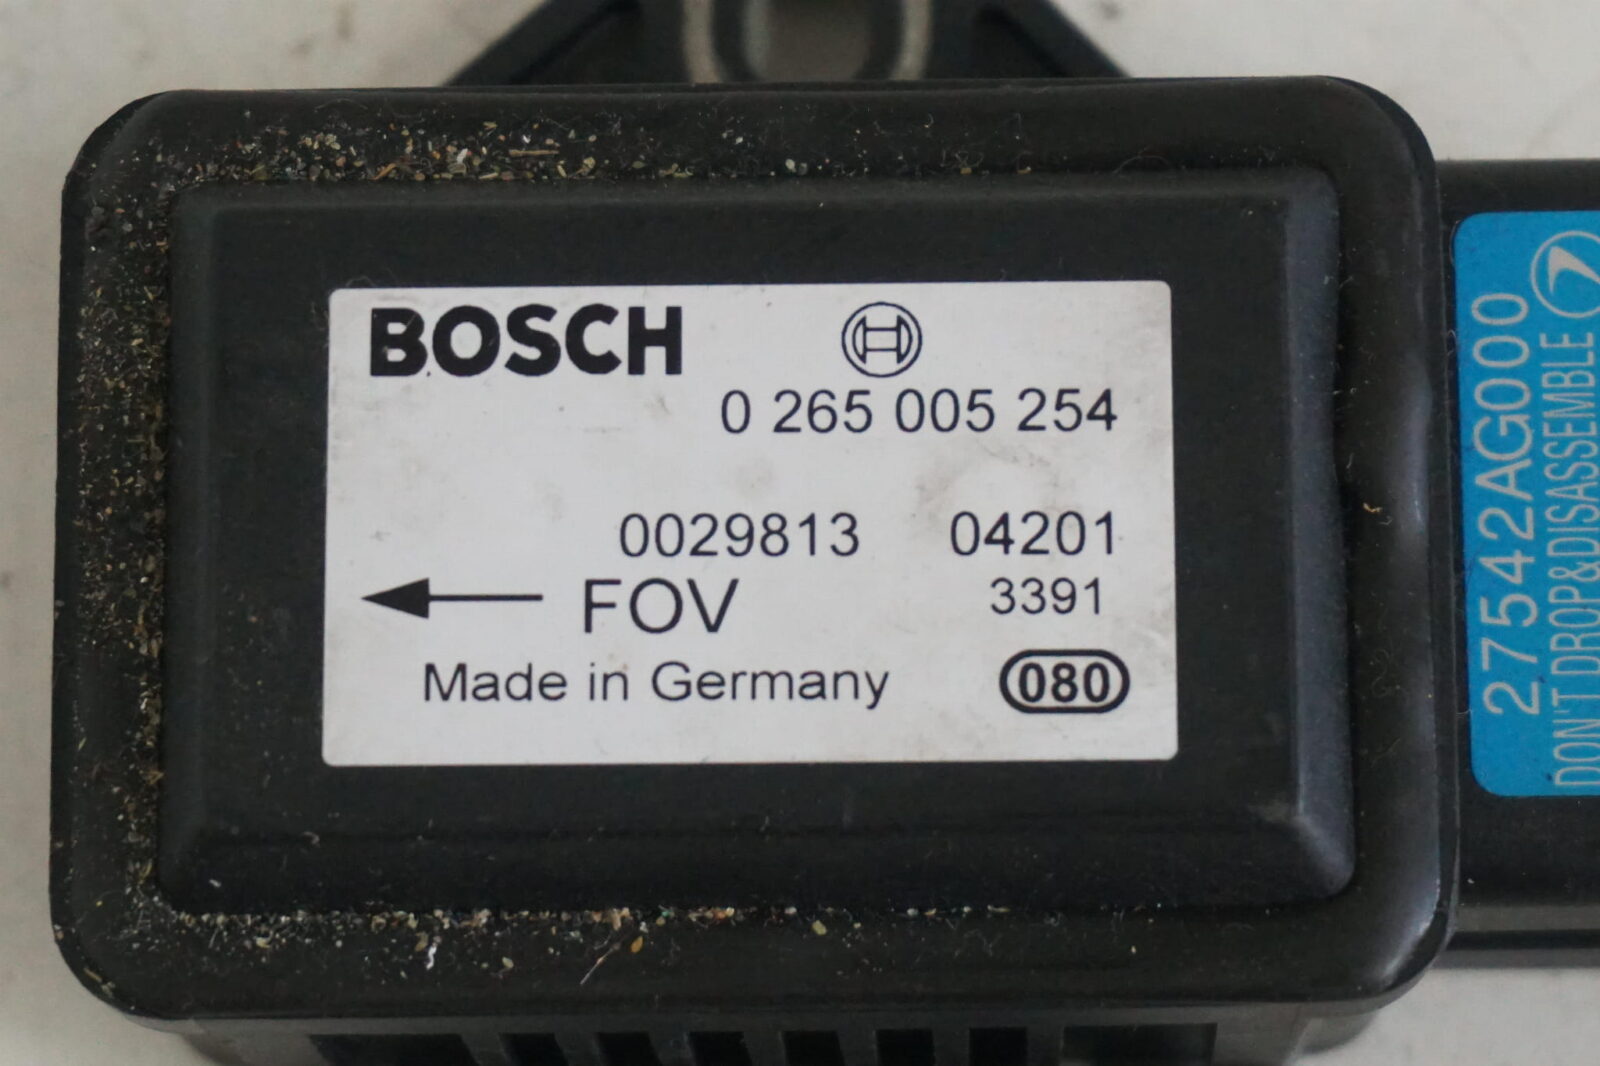 BOSCH
0 265 005 254
0029813 04201
FOV 3391
Made in Germany 080
27542AG000
DON'T DROP&DISASSEMBLE